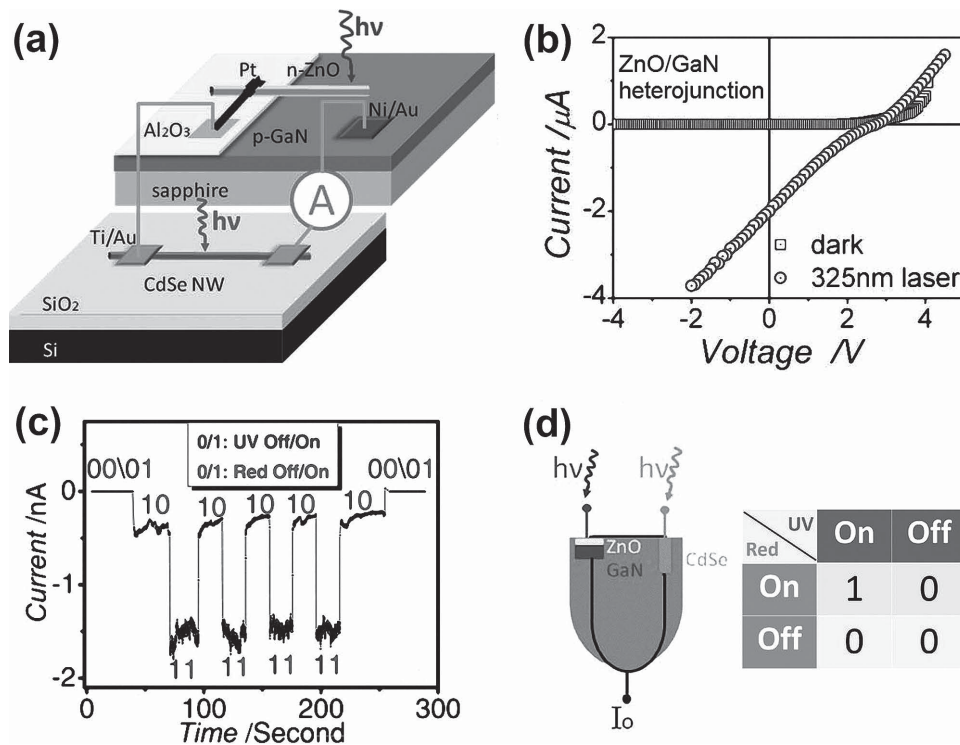 (a)
hν
Pt
n-ZnO
Al₂O₃
Ni/Au
p-GaN
sapphire
hν
A
Ti/Au
CdSe NW
SiO₂
Si
(b)
2
0
-2
-4
Current /μA
ZnO/GaN
heterojunction
dark
325nm laser
-4 -2 0 2 4
Voltage /V
(c)
0/1: UV Off/On
0/1: Red Off/On
00\01 00\01
10 10 10 10 10
11 11 11 11
0
-1
-2
Current /nA
0 100 200 300
Time /Second
(d)
hν hν
ZnO
GaN
CdSe
Io
UV
Red
On Off
On 1 0
Off 0 0